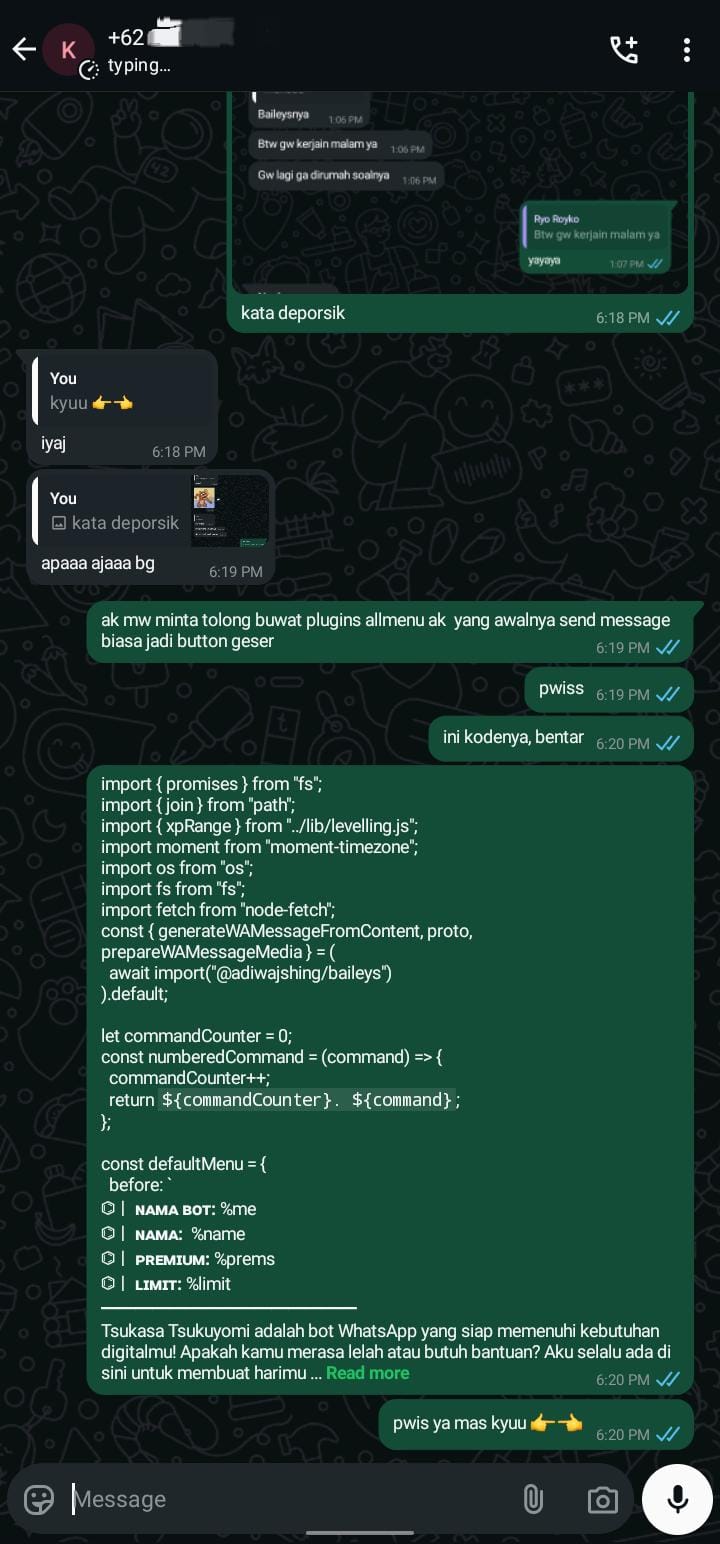 K
+62
typing…
Baileysnya
1:06 PM
Btw gw kerjain malam ya
1:06 PM
Gw lagi ga dirumah soalnya
1:06 PM
Ryo Royko
Btw gw kerjain malam ya
yayaya
1:07 PM
kata deporsik
6:18 PM
You
kyuu 👉👈
iyaj
6:18 PM
You
kata deporsik
apaaa ajaaa bg
6:19 PM
ak mw minta tolong buwat plugins allmenu ak  yang awalnya send message
biasa jadi button geser
6:19 PM
pwiss
6:19 PM
ini kodenya, bentar
6:20 PM
import { promises } from "fs";
import { join } from "path";
import { xpRange } from "../lib/levelling.js";
import moment from "moment-timezone";
import os from "os";
import fs from "fs";
import fetch from "node-fetch";
const { generateWAMessageFromContent, proto,
prepareWAMessageMedia } = (
  await import("@adiwajshing/baileys")
).default;
let commandCounter = 0;
const numberedCommand = (command) => {
  commandCounter++;
  return ${commandCounter}. ${command};
};
const defaultMenu = {
  before: `
⌬ | ɴᴀᴍᴀ ʙᴏᴛ: %me
⌬ | ɴᴀᴍᴀ:  %name
⌬ | ᴘʀᴇᴍɪᴜᴍ: %prems
⌬ | ʟɪᴍɪᴛ: %limit
Tsukasa Tsukuyomi adalah bot WhatsApp yang siap memenuhi kebutuhan
digitalmu! Apakah kamu merasa lelah atau butuh bantuan? Aku selalu ada di
sini untuk membuat harimu ... Read more
6:20 PM
pwis ya mas kyuu 👉👈
6:20 PM
Message